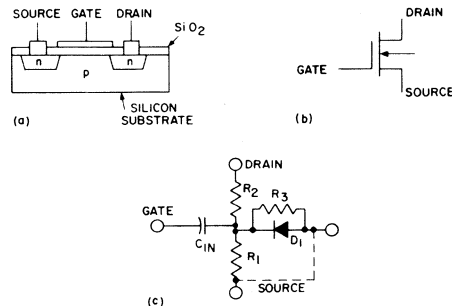 SOURCE GATE DRAIN
SiO2
n p n
SILICON
SUBSTRATE
(a)
DRAIN
GATE
SOURCE
(b)
DRAIN
R2
R3
GATE
CIN
D1
R1
SOURCE
(c)